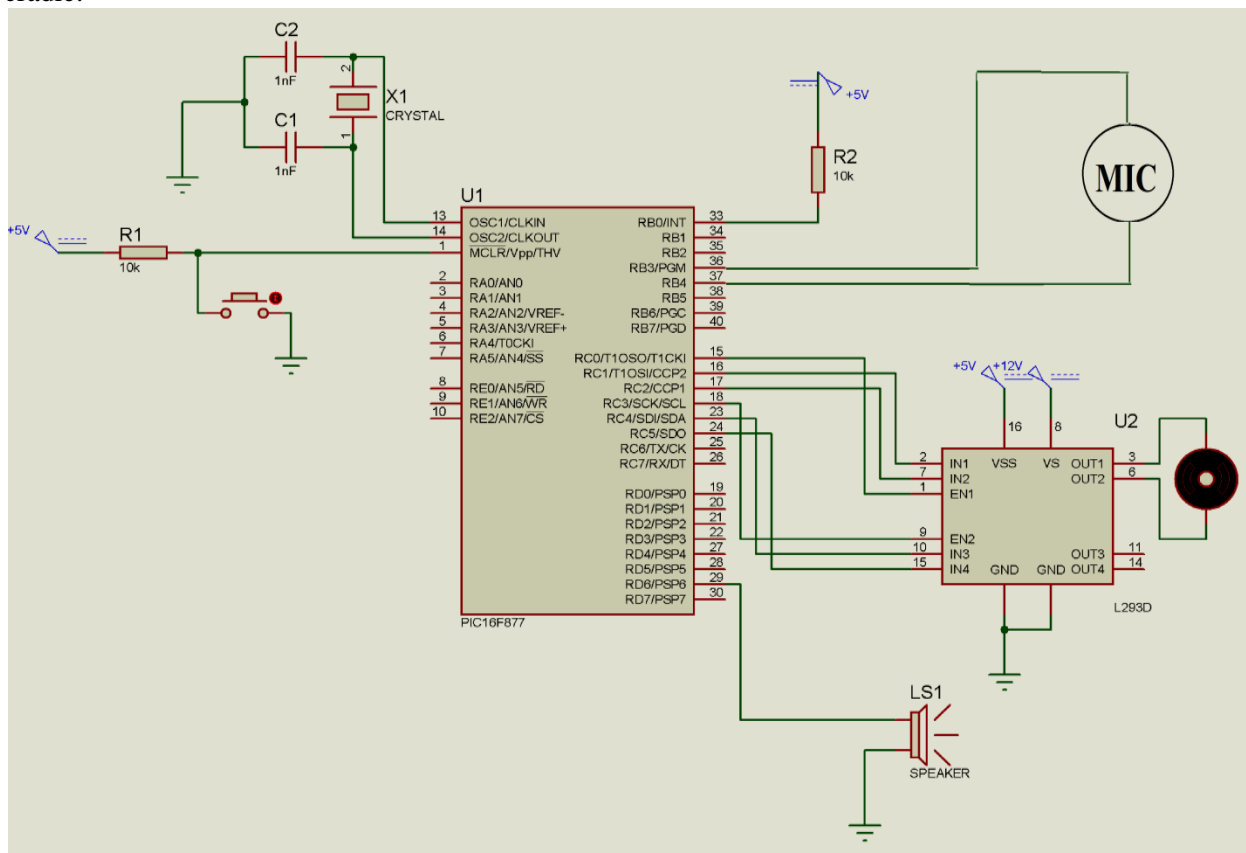 C2
1nF
2
X1
CRYSTAL
C1
1
1nF
+5V
R2
10k
MIC
U1
+5V
R1
10k
13 OSC1/CLKIN
14 OSC2/CLKOUT
1 MCLR/Vpp/THV
2 RA0/AN0
3 RA1/AN1
4 RA2/AN2/VREF-
5 RA3/AN3/VREF+
6 RA4/T0CKI
7 RA5/AN4/SS
8 RE0/AN5/RD
9 RE1/AN6/WR
10 RE2/AN7/CS
RB0/INT 33
RB1 34
RB2 35
RB3/PGM 36
RB4 37
RB5 38
RB6/PGC 39
RB7/PGD 40
RC0/T1OSO/T1CKI 15
RC1/T1OSI/CCP2 16
RC2/CCP1 17
RC3/SCK/SCL 18
RC4/SDI/SDA 23
RC5/SDO 24
RC6/TX/CK 25
RC7/RX/DT 26
RD0/PSP0 19
RD1/PSP1 20
RD2/PSP2 21
RD3/PSP3 22
RD4/PSP4 27
RD5/PSP5 28
RD6/PSP6 29
RD7/PSP7 30
PIC16F877
+5V +12V
16 8
U2
2 IN1 VSS VS OUT1 3
7 IN2 OUT2 6
1 EN1
9 EN2
10 IN3 OUT3 11
15 IN4 GND GND OUT4 14
L293D
LS1
SPEAKER